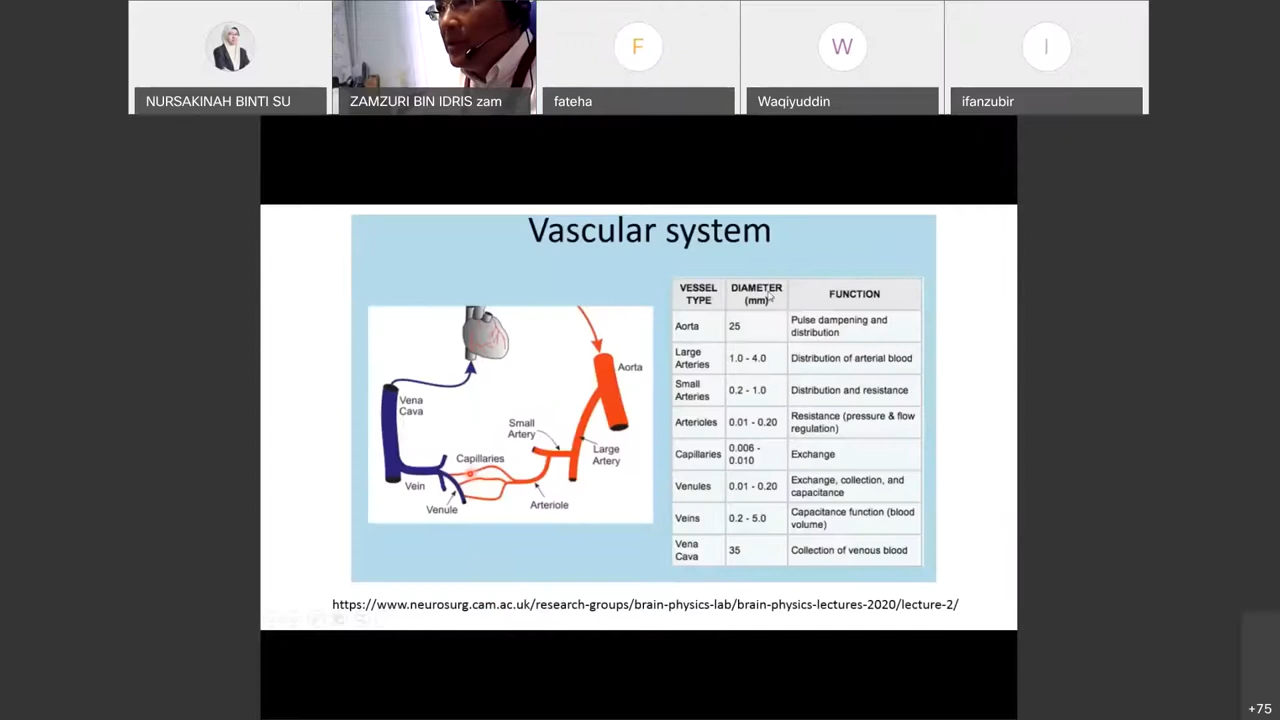 NURSAKINAH BINTI SU
ZAMZURI BIN IDRIS zam
F
fateha
W
Waqiyuddin
I
ifanzubir
Vascular system
Vena
Cava
Vein
Venule
Capillaries
Small
Artery
Arteriole
Large
Artery
Aorta
VESSEL
TYPE
DIAMETER
(mm)
FUNCTION
Aorta
25
Pulse dampening and
distribution
Large
Arteries
1.0 - 4.0
Distribution of arterial blood
Small
Arteries
0.2 - 1.0
Distribution and resistance
Arterioles
0.01 - 0.20
Resistance (pressure & flow
regulation)
Capillaries
0.006 -
0.010
Exchange
Venules
0.01 - 0.20
Exchange, collection, and
capacitance
Veins
0.2 - 5.0
Capacitance function (blood
volume)
Vena
Cava
35
Collection of venous blood
https://www.neurosurg.cam.ac.uk/research-groups/brain-physics-lab/brain-physics-lectures-2020/lecture-2/
+75